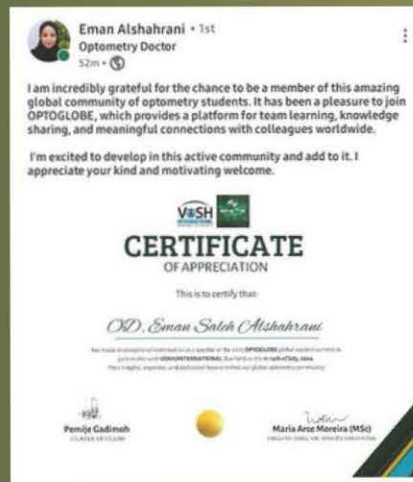 Eman Alshahrani • 1st
Optometry Doctor
52m •
I am incredibly grateful for the chance to be a member of this amazing
global community of optometry students. It has been a pleasure to join
OPTOGLOBE, which provides a platform for team learning, knowledge
sharing, and meaningful connections with colleagues worldwide.
I'm excited to develop in this active community and add to it. I
appreciate your kind and motivating welcome.
VOSH
CERTIFICATE
OF APPRECIATION
This is to certify that
OD, Eman Saleh Alshahrani
OPTOGLOBE
VOSH/INTERNATIONAL
Pemije Gadimoh
Maria Arce Moreira (MSc)